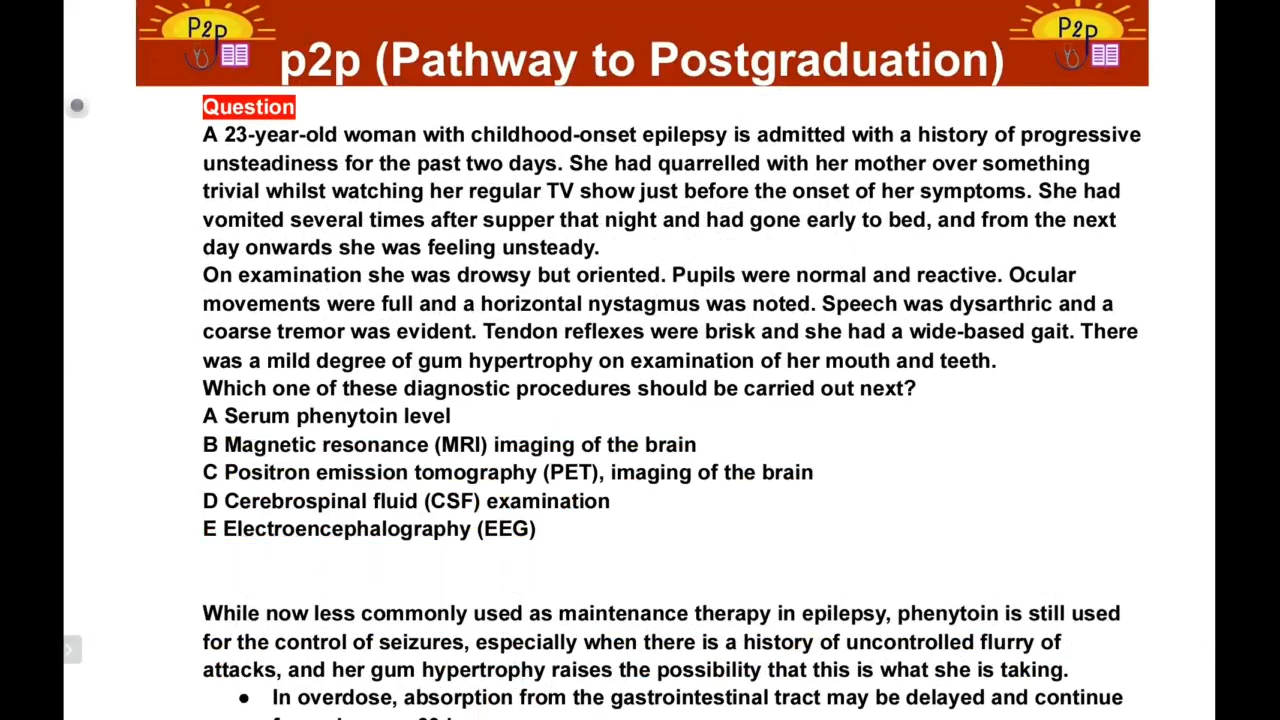 P2P
P2P
p2p (Pathway to Postgraduation)
Question
A 23-year-old woman with childhood-onset epilepsy is admitted with a history of progressive
unsteadiness for the past two days. She had quarrelled with her mother over something
trivial whilst watching her regular TV show just before the onset of her symptoms. She had
vomited several times after supper that night and had gone early to bed, and from the next
day onwards she was feeling unsteady.
On examination she was drowsy but oriented. Pupils were normal and reactive. Ocular
movements were full and a horizontal nystagmus was noted. Speech was dysarthric and a
coarse tremor was evident. Tendon reflexes were brisk and she had a wide-based gait. There
was a mild degree of gum hypertrophy on examination of her mouth and teeth.
Which one of these diagnostic procedures should be carried out next?
A Serum phenytoin level
B Magnetic resonance (MRI) imaging of the brain
C Positron emission tomography (PET), imaging of the brain
D Cerebrospinal fluid (CSF) examination
E Electroencephalography (EEG)
While now less commonly used as maintenance therapy in epilepsy, phenytoin is still used
for the control of seizures, especially when there is a history of uncontrolled flurry of
attacks, and her gum hypertrophy raises the possibility that this is what she is taking.
● In overdose, absorption from the gastrointestinal tract may be delayed and continue